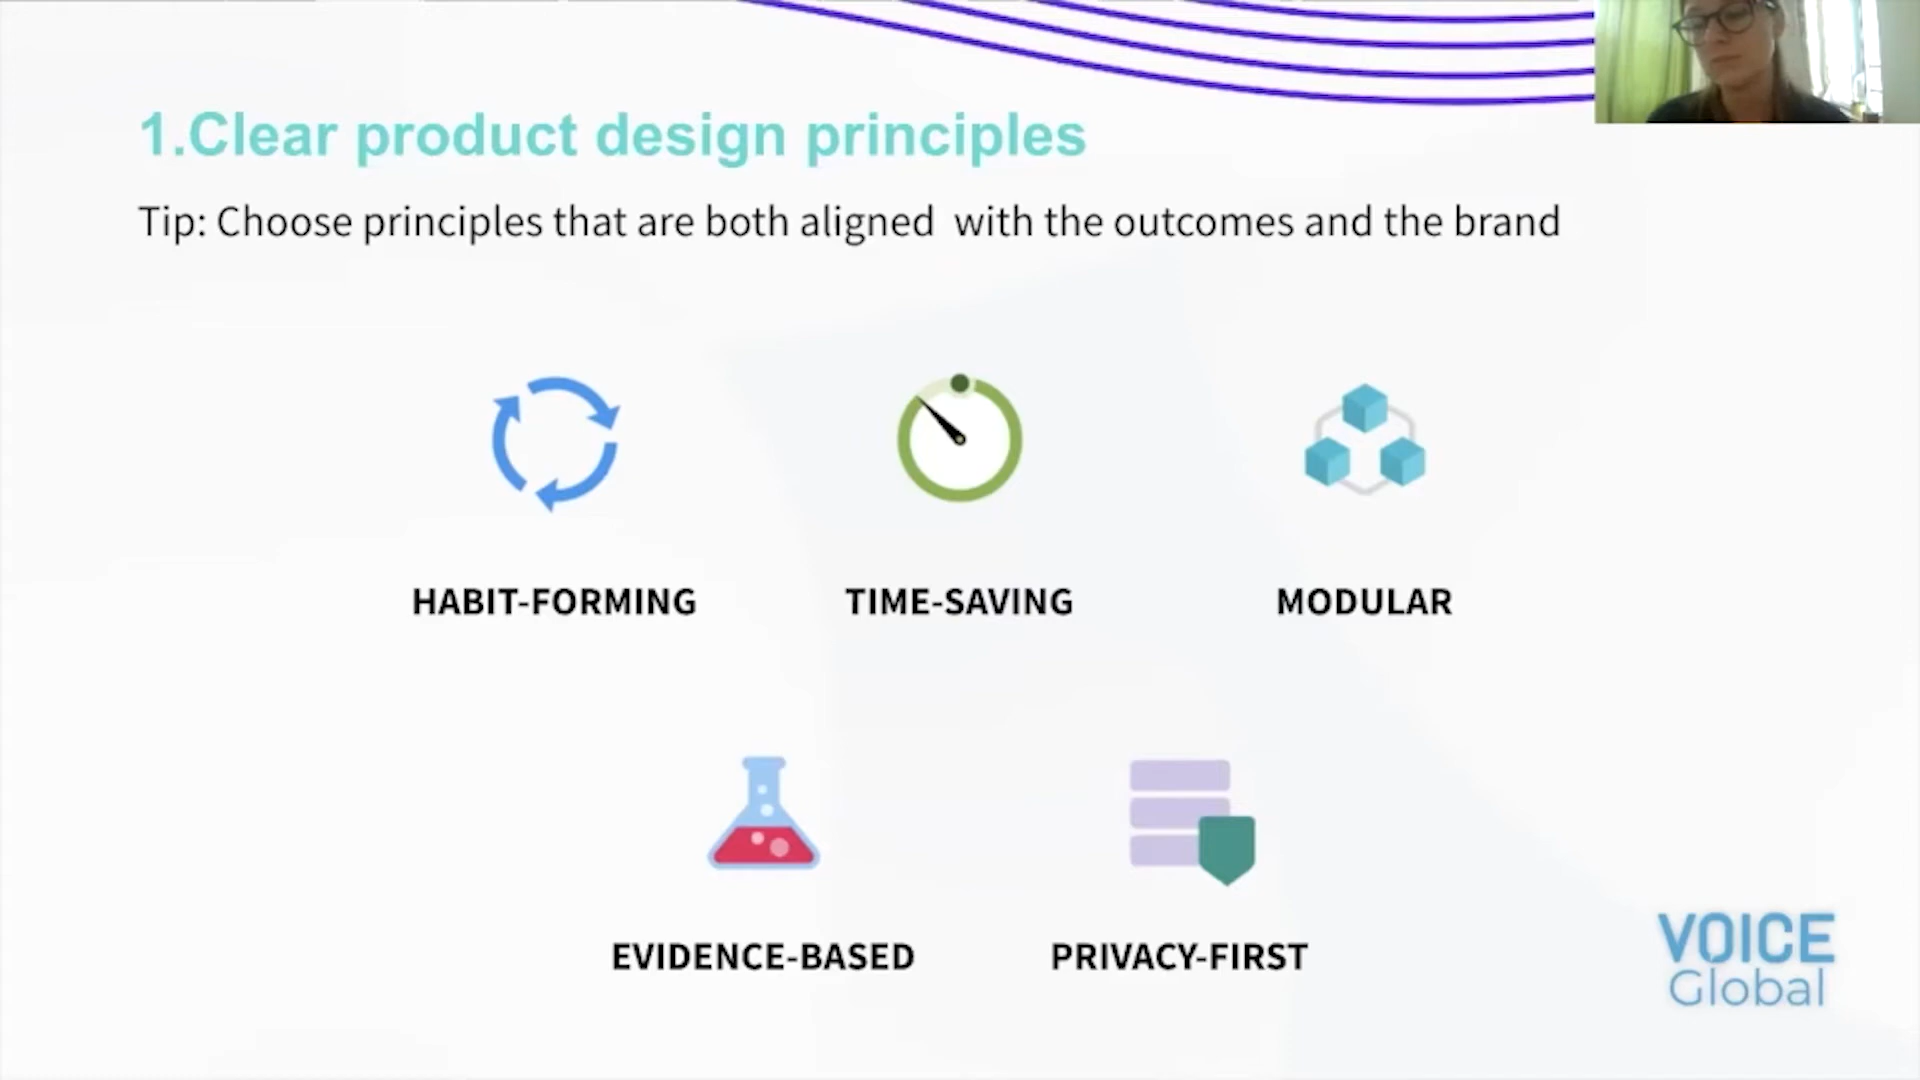 1.Clear product design principles
Tip: Choose principles that are both aligned  with the outcomes and the brand
HABIT-FORMING
TIME-SAVING
MODULAR
EVIDENCE-BASED
PRIVACY-FIRST
VOICE
Global